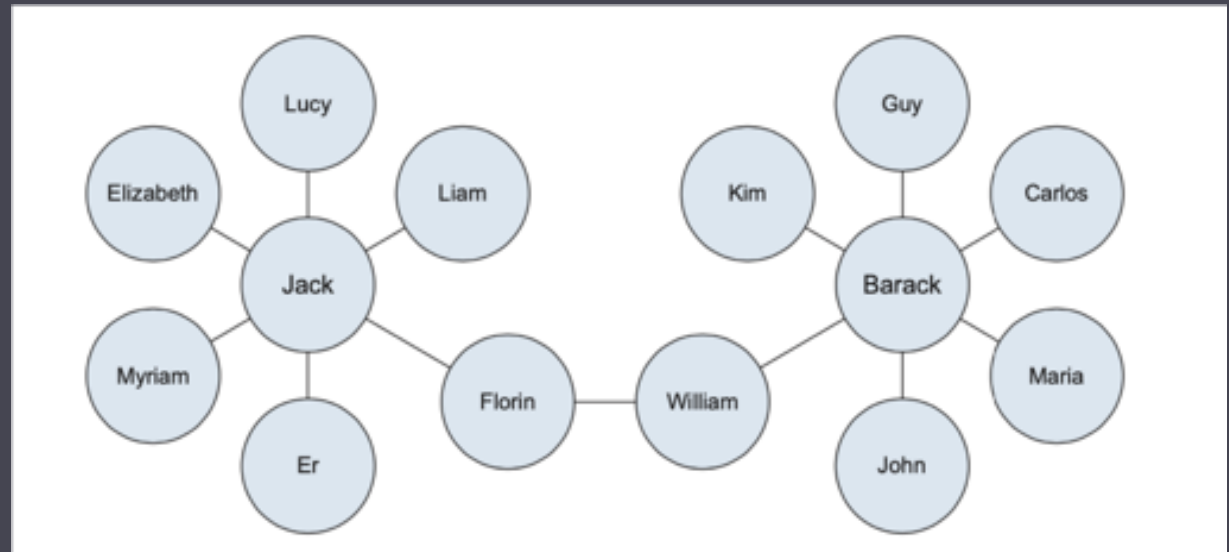 Lucy
Guy
Elizabeth
Liam
Kim
Carlos
Jack
Barack
Myriam
Florin
William
Maria
Er
John